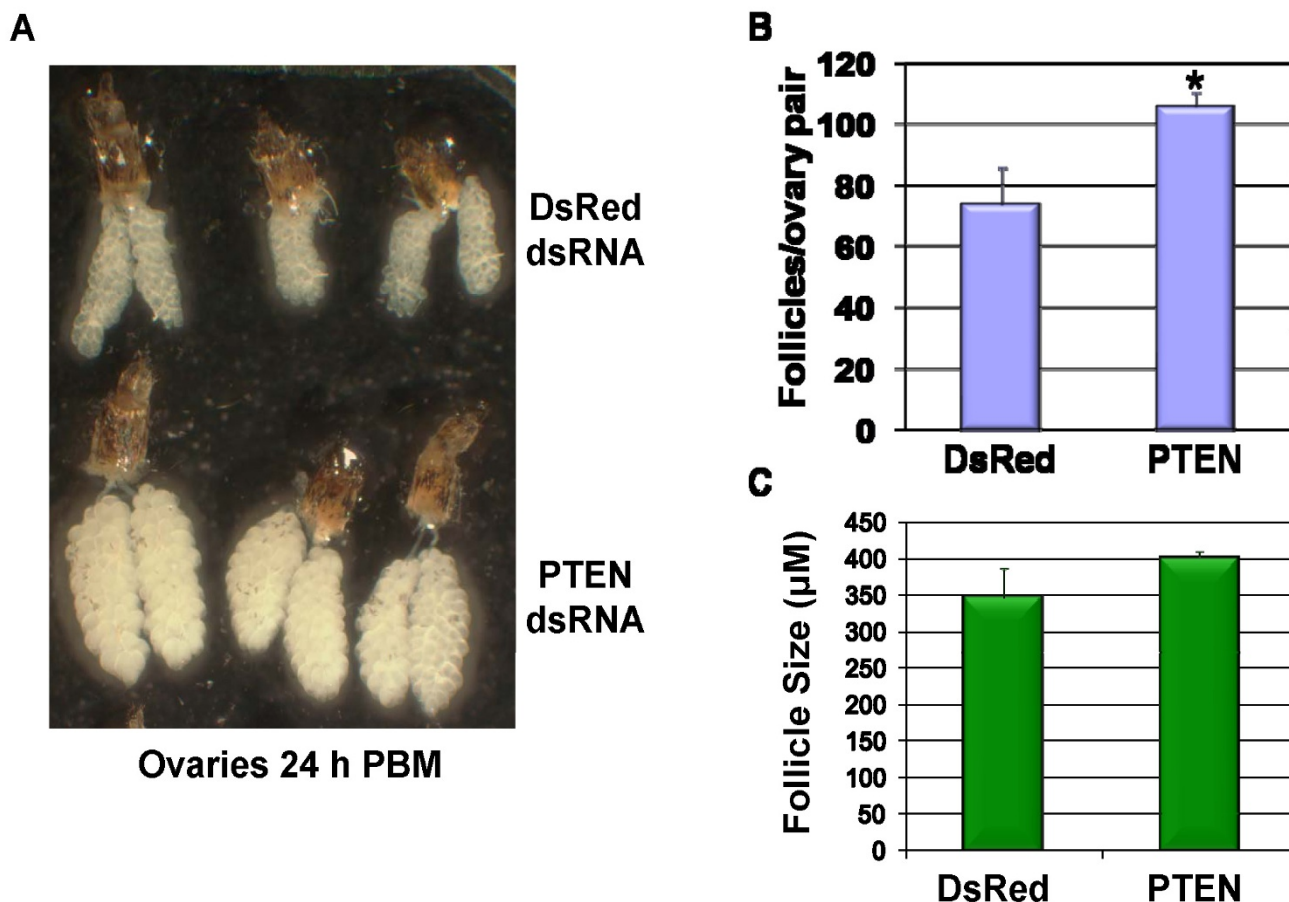 A
DsRed
dsRNA
PTEN
dsRNA
Ovaries 24 h PBM
B
Follicles/ovary pair
120
100
80
60
40
20
0
*
DsRed
PTEN
C
Follicle Size (µM)
450
400
350
300
250
200
150
100
50
0
DsRed
PTEN